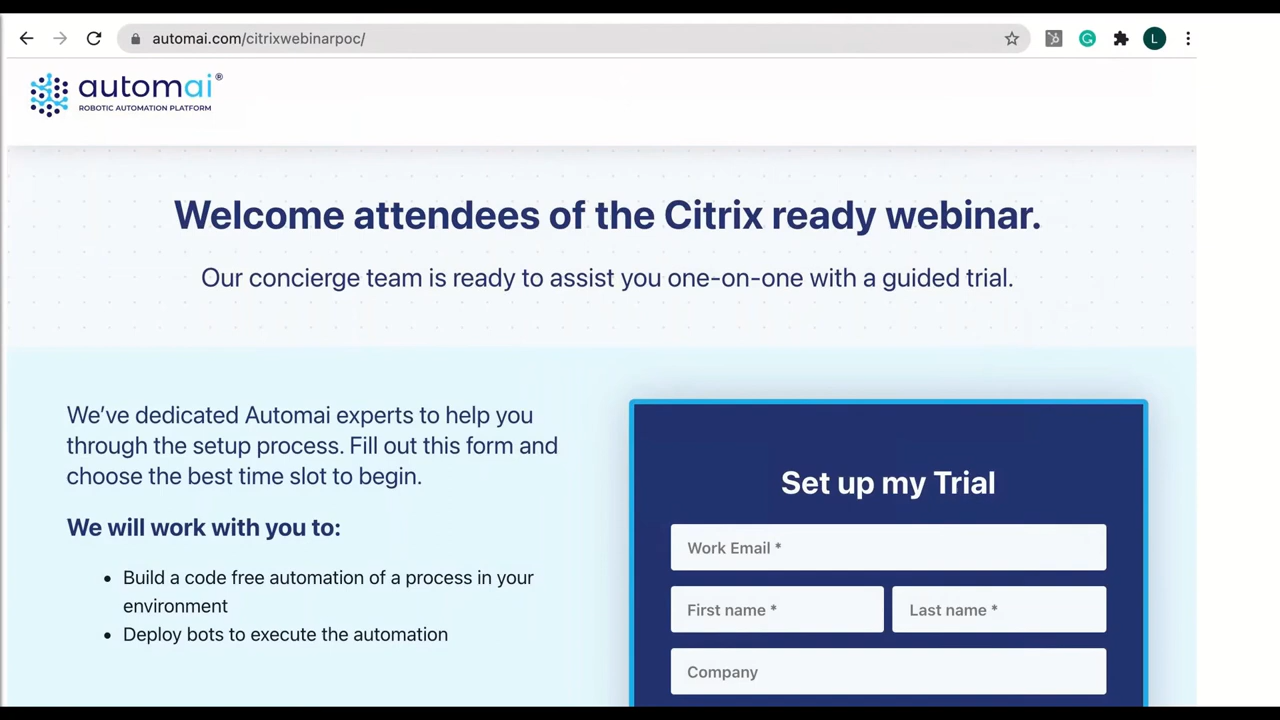 automai.com/citrixwebinarpoc/
L
automai®
ROBOTIC AUTOMATION PLATFORM
Welcome attendees of the Citrix ready webinar.
Our concierge team is ready to assist you one-on-one with a guided trial.
We’ve dedicated Automai experts to help you
through the setup process. Fill out this form and
choose the best time slot to begin.
We will work with you to:
• Build a code free automation of a process in your
environment
• Deploy bots to execute the automation
Set up my Trial
Work Email *
First name *
Last name *
Company